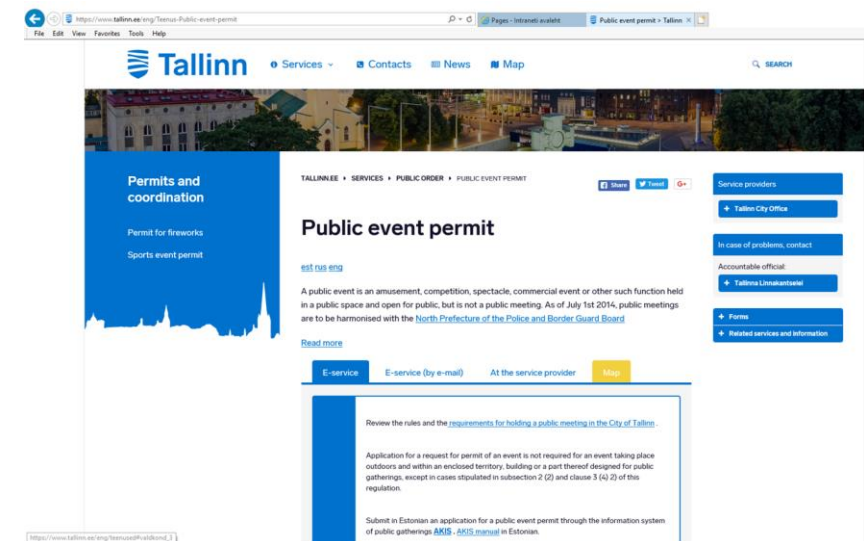 https://www.tallinn.ee/eng/Teenus-Public-event-permit
Pages - Intraneti avaleht
Public event permit > Tallinn
File Edit View Favorites Tools Help
Tallinn
Services
Contacts
News
Map
SEARCH
Permits and
coordination
Permit for fireworks
Sports event permit
TALLINN.EE › SERVICES › PUBLIC ORDER › PUBLIC EVENT PERMIT
Share
Tweet
G+
Public event permit
est rus eng
A public event is an amusement, competition, spectacle, commercial event or other such function held
in a public space and open for public, but is not a public meeting. As of July 1st 2014, public meetings
are to be harmonised with the North Prefecture of the Police and Border Guard Board
Read more
E-service
E-service (by e-mail)
At the service provider
Map
Review the rules and the requirements for holding a public meeting in the City of Tallinn .
Application for a request for permit of an event is not required for an event taking place
outdoors and within an enclosed territory, building or a part thereof designed for public
gatherings, except in cases stipulated in subsection 2 (2) and clause 3 (4) 2) of this
regulation.
Submit in Estonian an application for a public event permit through the information system
of public gatherings AKIS . AKIS manual in Estonian.
Service providers
+ Tallinn City Office
In case of problems, contact
Accountable official:
+ Tallinna Linnakantselei
+ Forms
+ Related services and information
https://www.tallinn.ee/eng/teenused#valdkond_3